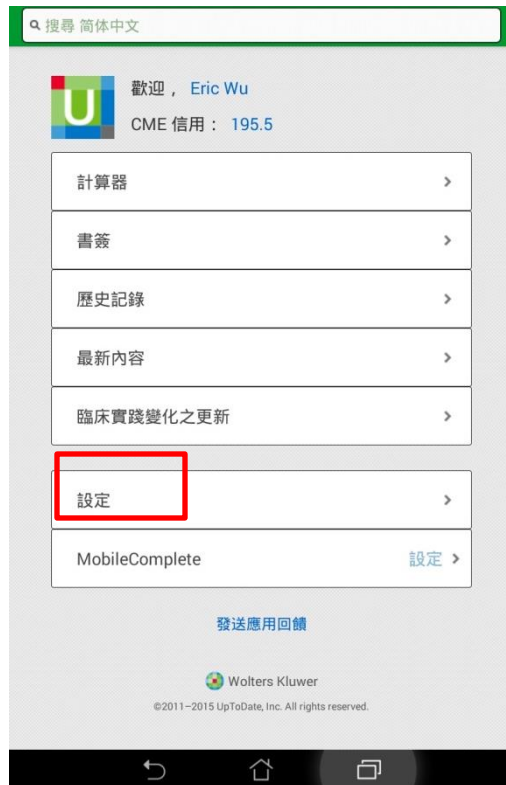 搜尋 简体中文
歡迎， Eric Wu
CME 信用： 195.5
計算器
書簽
歷史記錄
最新內容
臨床實踐變化之更新
設定
MobileComplete 設定
發送應用回饋
Wolters Kluwer
©2011-2015 UpToDate, Inc. All rights reserved.